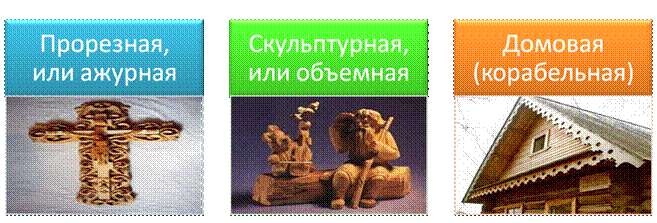 Прорезная,
или ажурная
Скульптурная,
или объемная
Домовая
(корабельная)